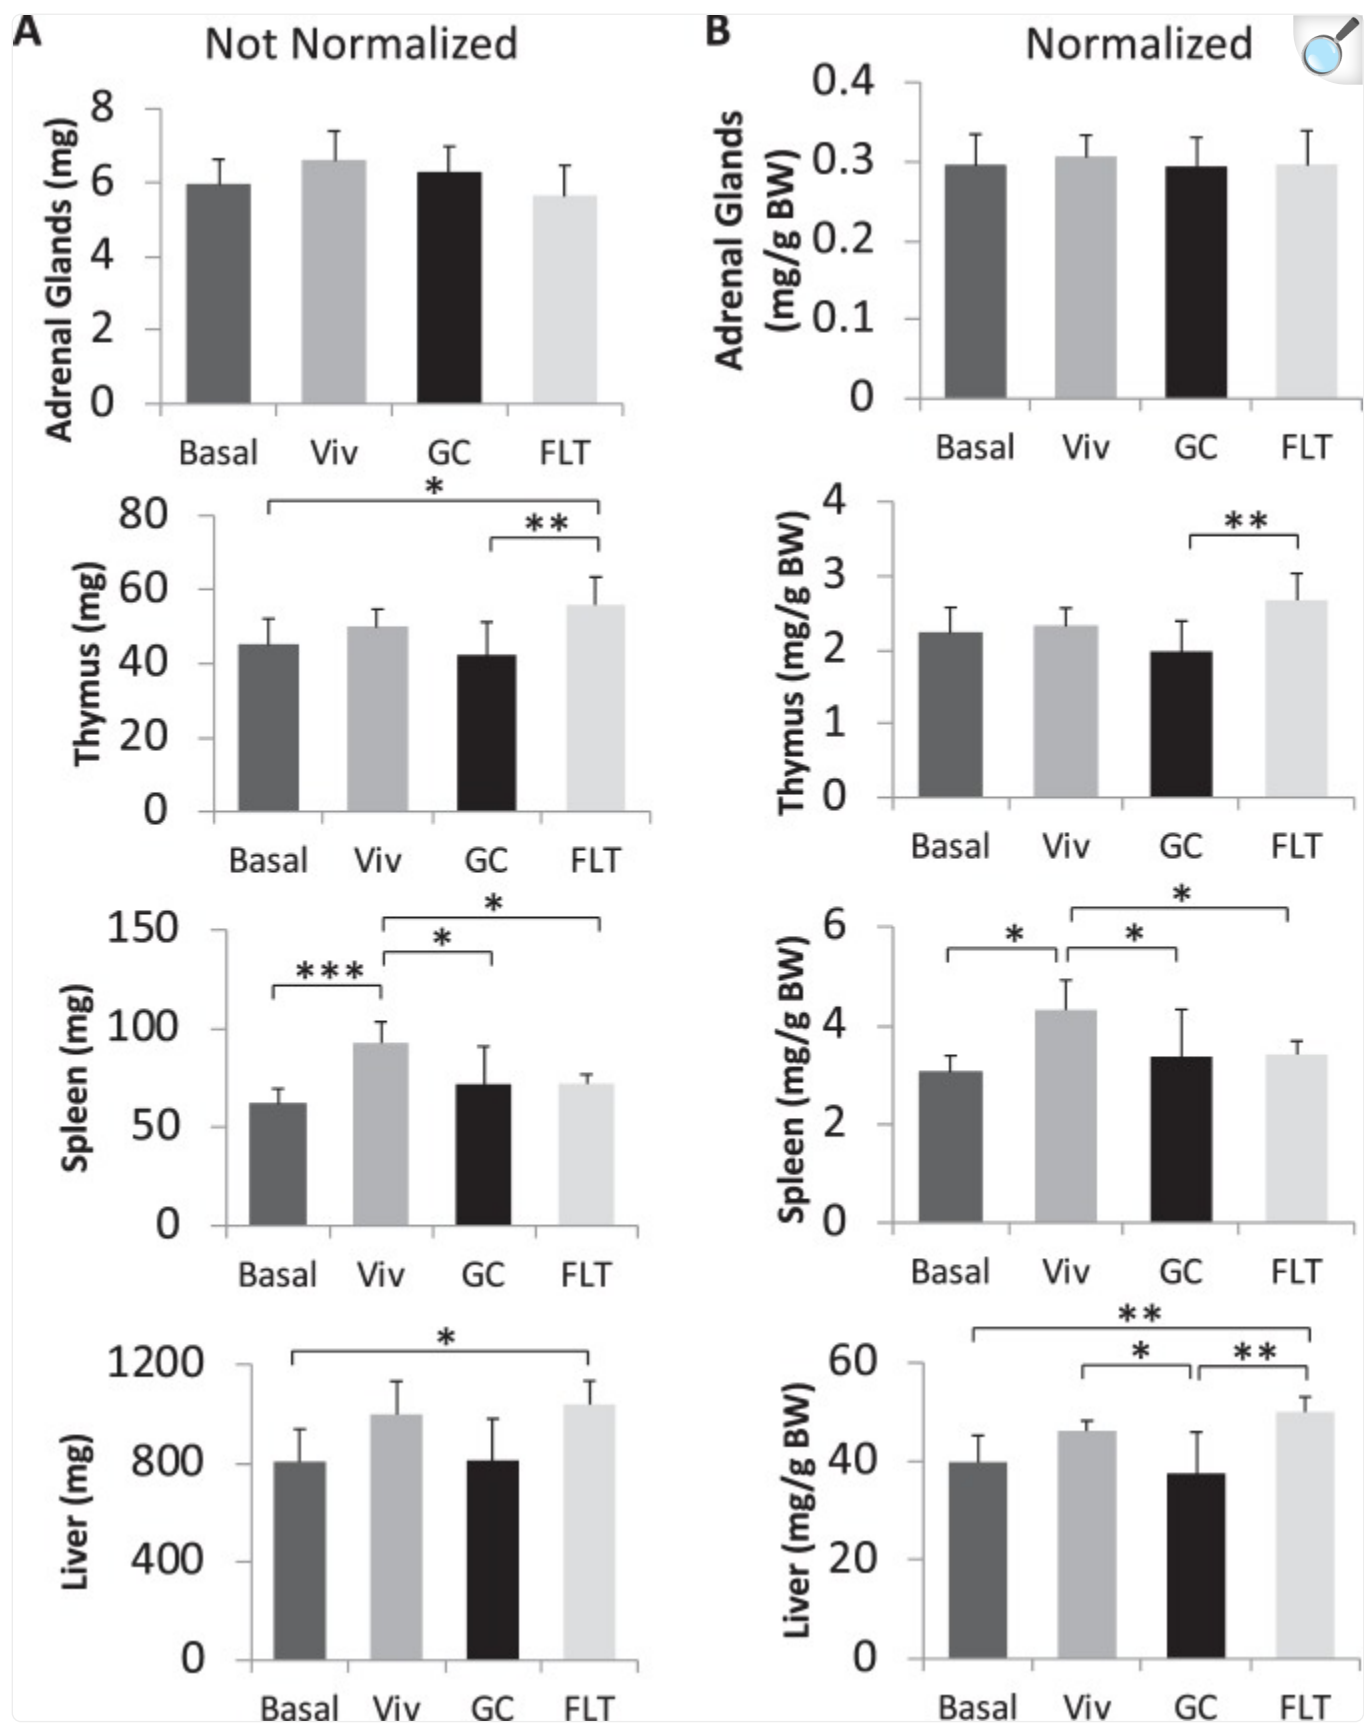 A
Not Normalized
8
6
4
2
0
Adrenal Glands (mg)
Basal Viv GC FLT
*
**
80
60
40
20
0
Thymus (mg)
Basal Viv GC FLT
*
*
***
150
100
50
0
Spleen (mg)
Basal Viv GC FLT
*
1200
800
400
0
Liver (mg)
Basal Viv GC FLT
B
Normalized
0.4
0.3
0.2
0.1
0
Adrenal Glands
(mg/g BW)
Basal Viv GC FLT
**
4
3
2
1
0
Thymus (mg/g BW)
Basal Viv GC FLT
*
* *
6
4
2
0
Spleen (mg/g BW)
Basal Viv GC FLT
**
* **
60
40
20
0
Liver (mg/g BW)
Basal Viv GC FLT